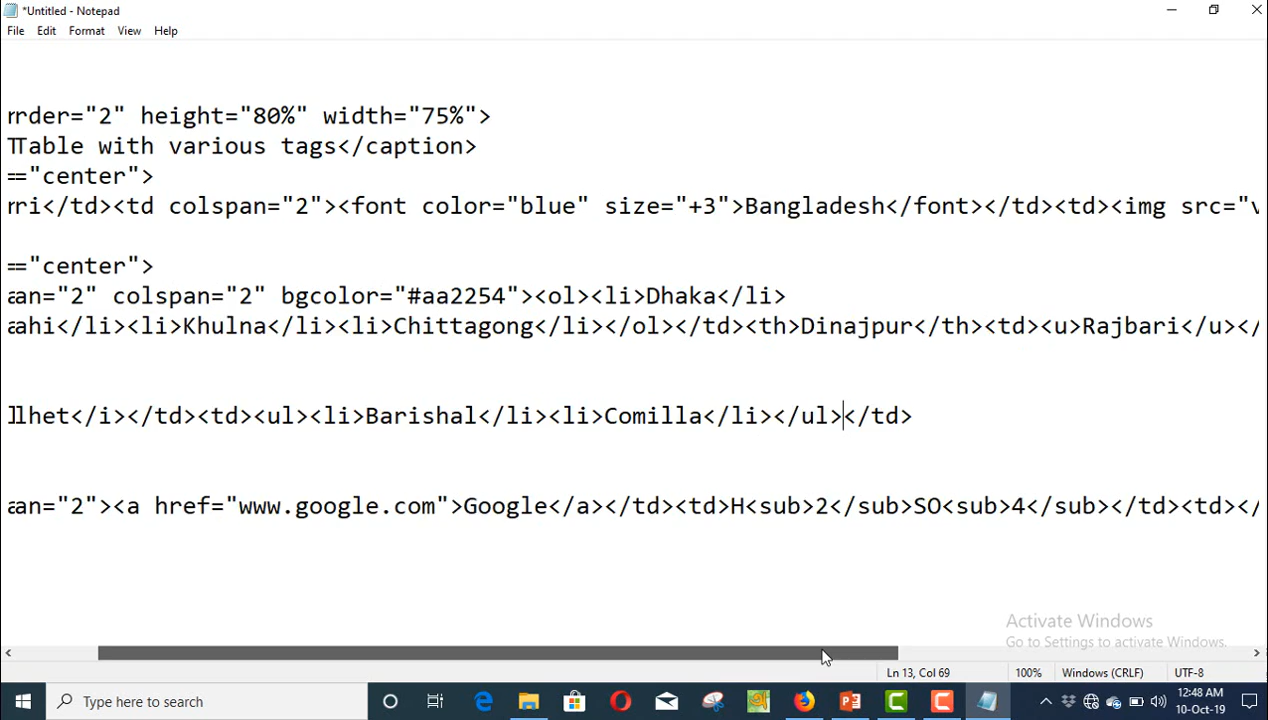 *Untitled - Notepad
File Edit Format View Help
rder="2" height="80%" width="75%">
Table with various tags</caption>
="center">
ri</td><td colspan="2"><font color="blue" size="+3">Bangladesh</font></td><td><img src="v
="center">
an="2" colspan="2" bgcolor="#aa2254"><ol><li>Dhaka</li>
ahi</li><li>Khulna</li><li>Chittagong</li></ol></td><th>Dinajpur</th><td><u>Rajbari</u></
lhet</i></td><td><ul><li>Barishal</li><li>Comilla</li></ul></td>
an="2"><a href="www.google.com">Google</a></td><td>H<sub>2</sub>SO<sub>4</sub></td><td></
Activate Windows
Go to Settings to activate Windows.
Ln 13, Col 69 100% Windows (CRLF) UTF-8
Type here to search
12:48 AM
10-Oct-19